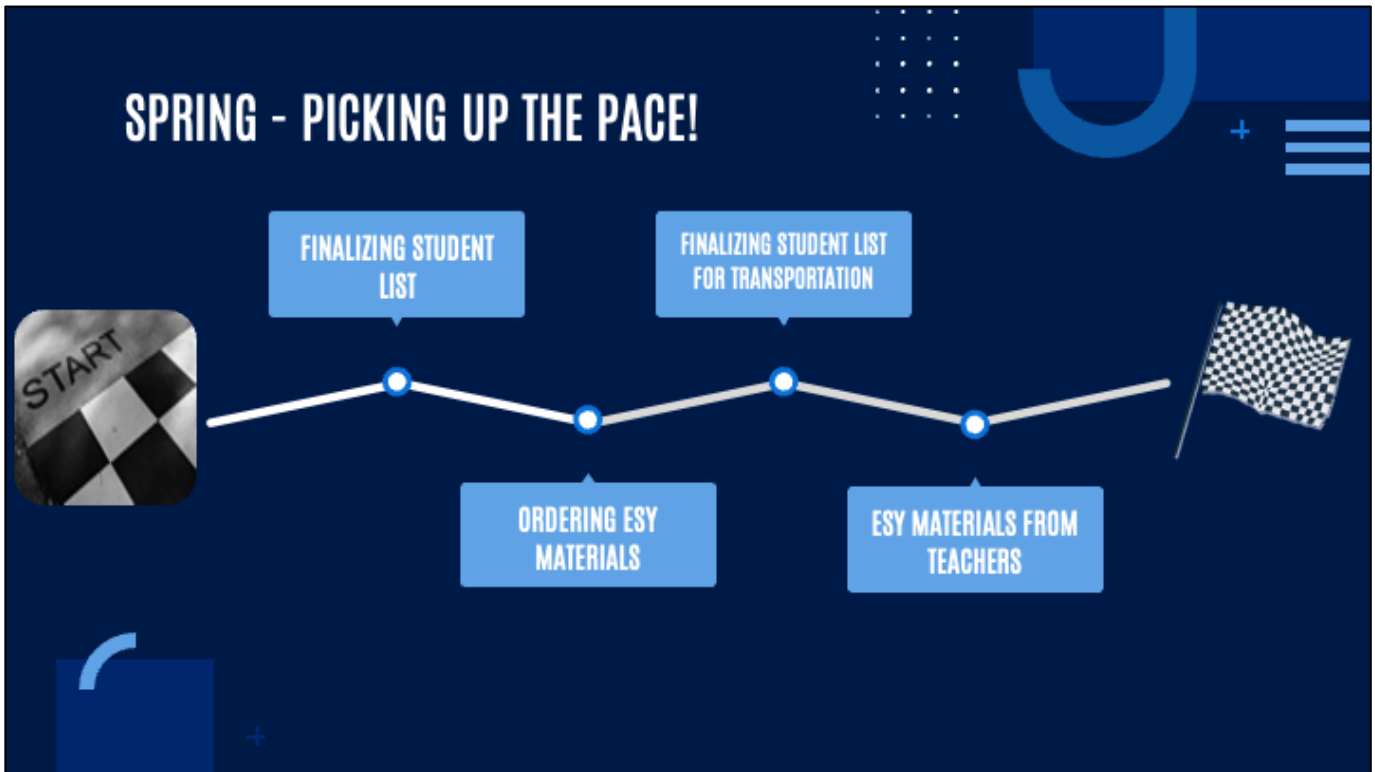 SPRING - PICKING UP THE PACE!
FINALIZING STUDENT
LIST
FINALIZING STUDENT LIST
FOR TRANSPORTATION
START
ORDERING ESY
MATERIALS
ESY MATERIALS FROM
TEACHERS